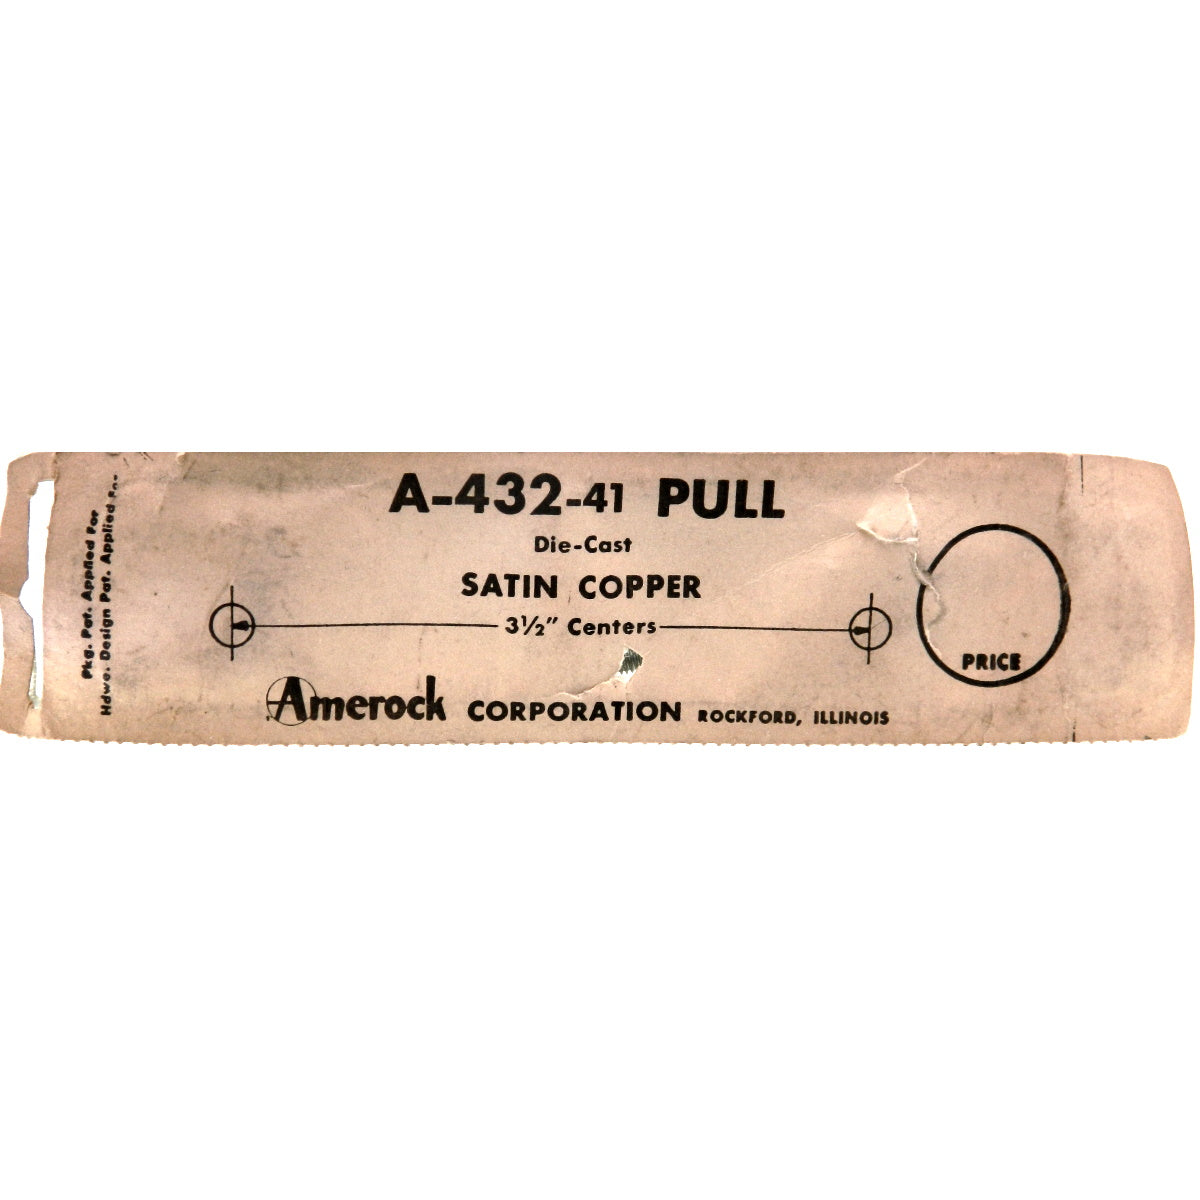 A-432-41 PULL
Die-Cast
SATIN COPPER
3½" Centers
Amerock CORPORATION ROCKFORD, ILLINOIS
PRICE
Pkg. Pat. Applied For
Hdwe. Design Pat. Applied For